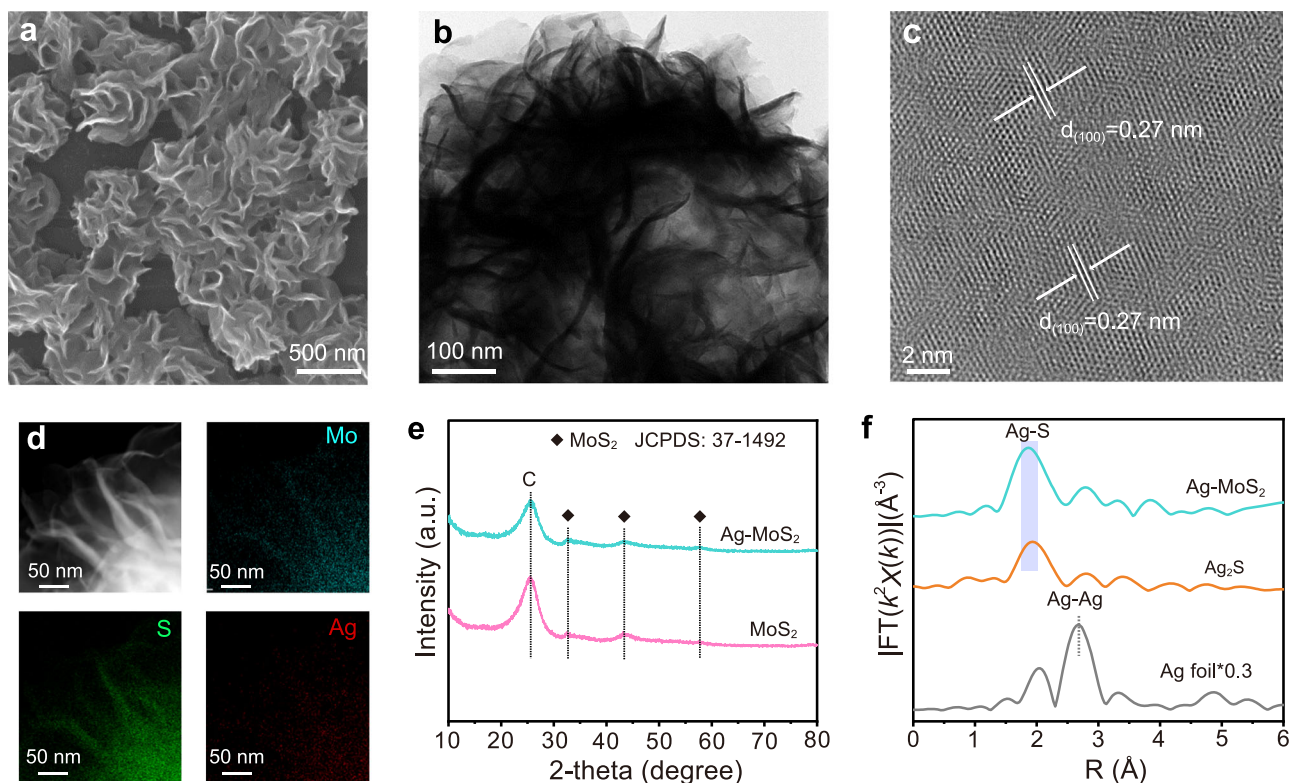 a
500 nm
b
100 nm
c
d(100)=0.27 nm
d(100)=0.27 nm
2 nm
d
50 nm
Mo
50 nm
S
50 nm
Ag
50 nm
e
◆ MoS2 JCPDS: 37-1492
C
Ag-MoS2
MoS2
Intensity (a.u.)
10 20 30 40 50 60 70 80
2-theta (degree)
f
Ag-S
Ag-MoS2
Ag2S
Ag-Ag
Ag foil*0.3
|FT(k²χ(k))|(Å⁻³)
0 1 2 3 4 5 6
R (Å)